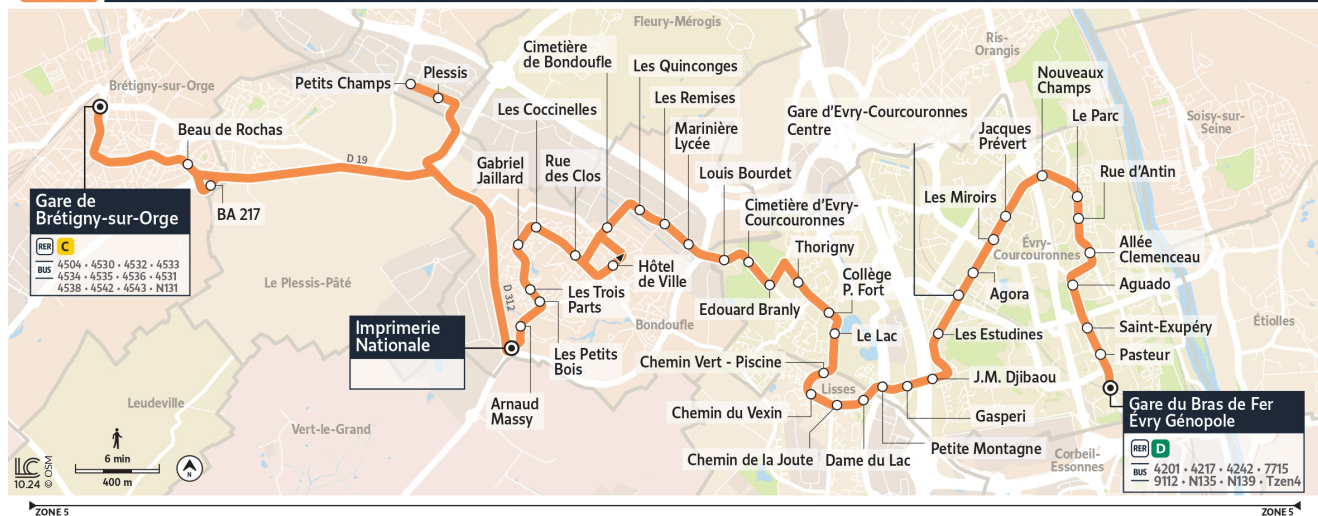 Fleury-Mérogis
Ris-
Orangis
Cimetière
de Bondoufle
Plessis
Petits Champs
Les Quinconges
Nouveaux
Champs
Brétigny-sur-Orge
Les Remises
Les Coccinelles
Gare d'Evry-Courcouronnes
Centre
Jacques
Prévert
Le Parc
Soisy-sur-
Seine
Beau de Rochas
Marinière
Lycée
D 19
Gabriel
Jaillard
Rue
des Clos
Louis Bourdet
Rue d'Antin
Gare de
Brétigny-sur-Orge
RER C
BUS
4504 • 4530 • 4532 • 4533
4534 • 4535 • 4536 • 4531
4538 • 4542 • 4543 • N131
BA 217
Cimetière d'Evry-
Courcouronnes
Les Miroirs
Thorigny
Évry-
Courcouronnes
Allée
Clemenceau
Hôtel
de Ville
Collège
P. Fort
Le Plessis-Pâté
D 312
Les Trois
Parts
Agora
Aguado
Edouard Branly
Imprimerie
Nationale
Bondoufle
Le Lac
Les Estudines
Saint-Exupéry
Étiolles
Les Petits
Bois
Chemin Vert - Piscine
Pasteur
J.M. Djibaou
Lisses
Leudeville
Arnaud
Massy
Chemin du Vexin
Gasperi
Gare du Bras de Fer
Évry Génopole
RER D
BUS
4201 • 4217 • 4242 • 7715
9112 • N135 • N139 • Tzen4
Vert-le-Grand
Petite Montagne
Chemin de la Joute
Dame du Lac
Corbeil-
Essonnes
6 min
400 m
N
LC
10.24
© OSM
ZONE 5
ZONE 5